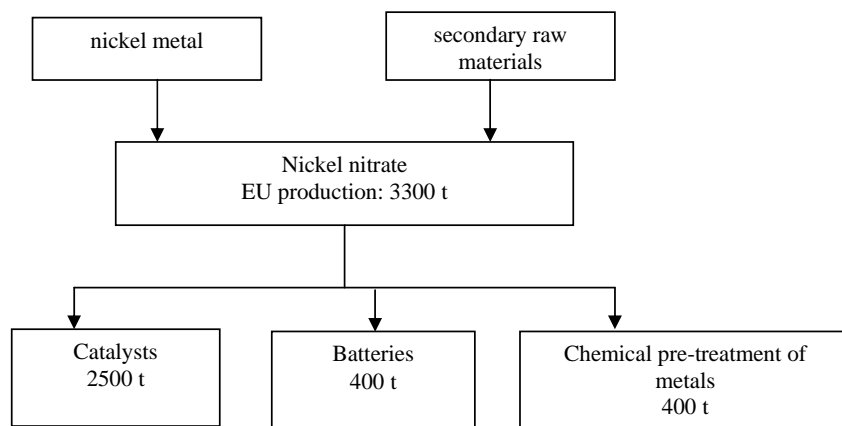 nickel metal
secondary raw
materials
Nickel nitrate
EU production: 3300 t
Catalysts
2500 t
Batteries
400 t
Chemical pre-treatment of
metals
400 t